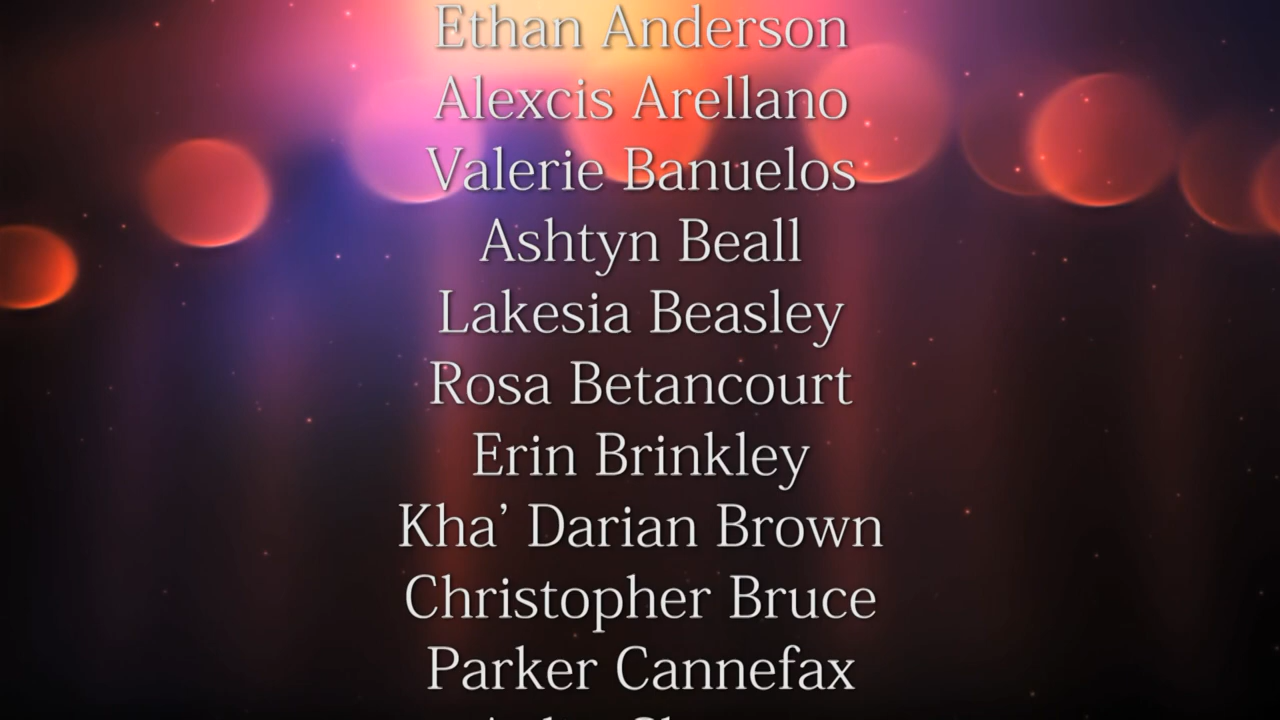 Ethan Anderson
Alexcis Arellano
Valerie Banuelos
Ashtyn Beall
Lakesia Beasley
Rosa Betancourt
Erin Brinkley
Kha’ Darian Brown
Christopher Bruce
Parker Cannefax